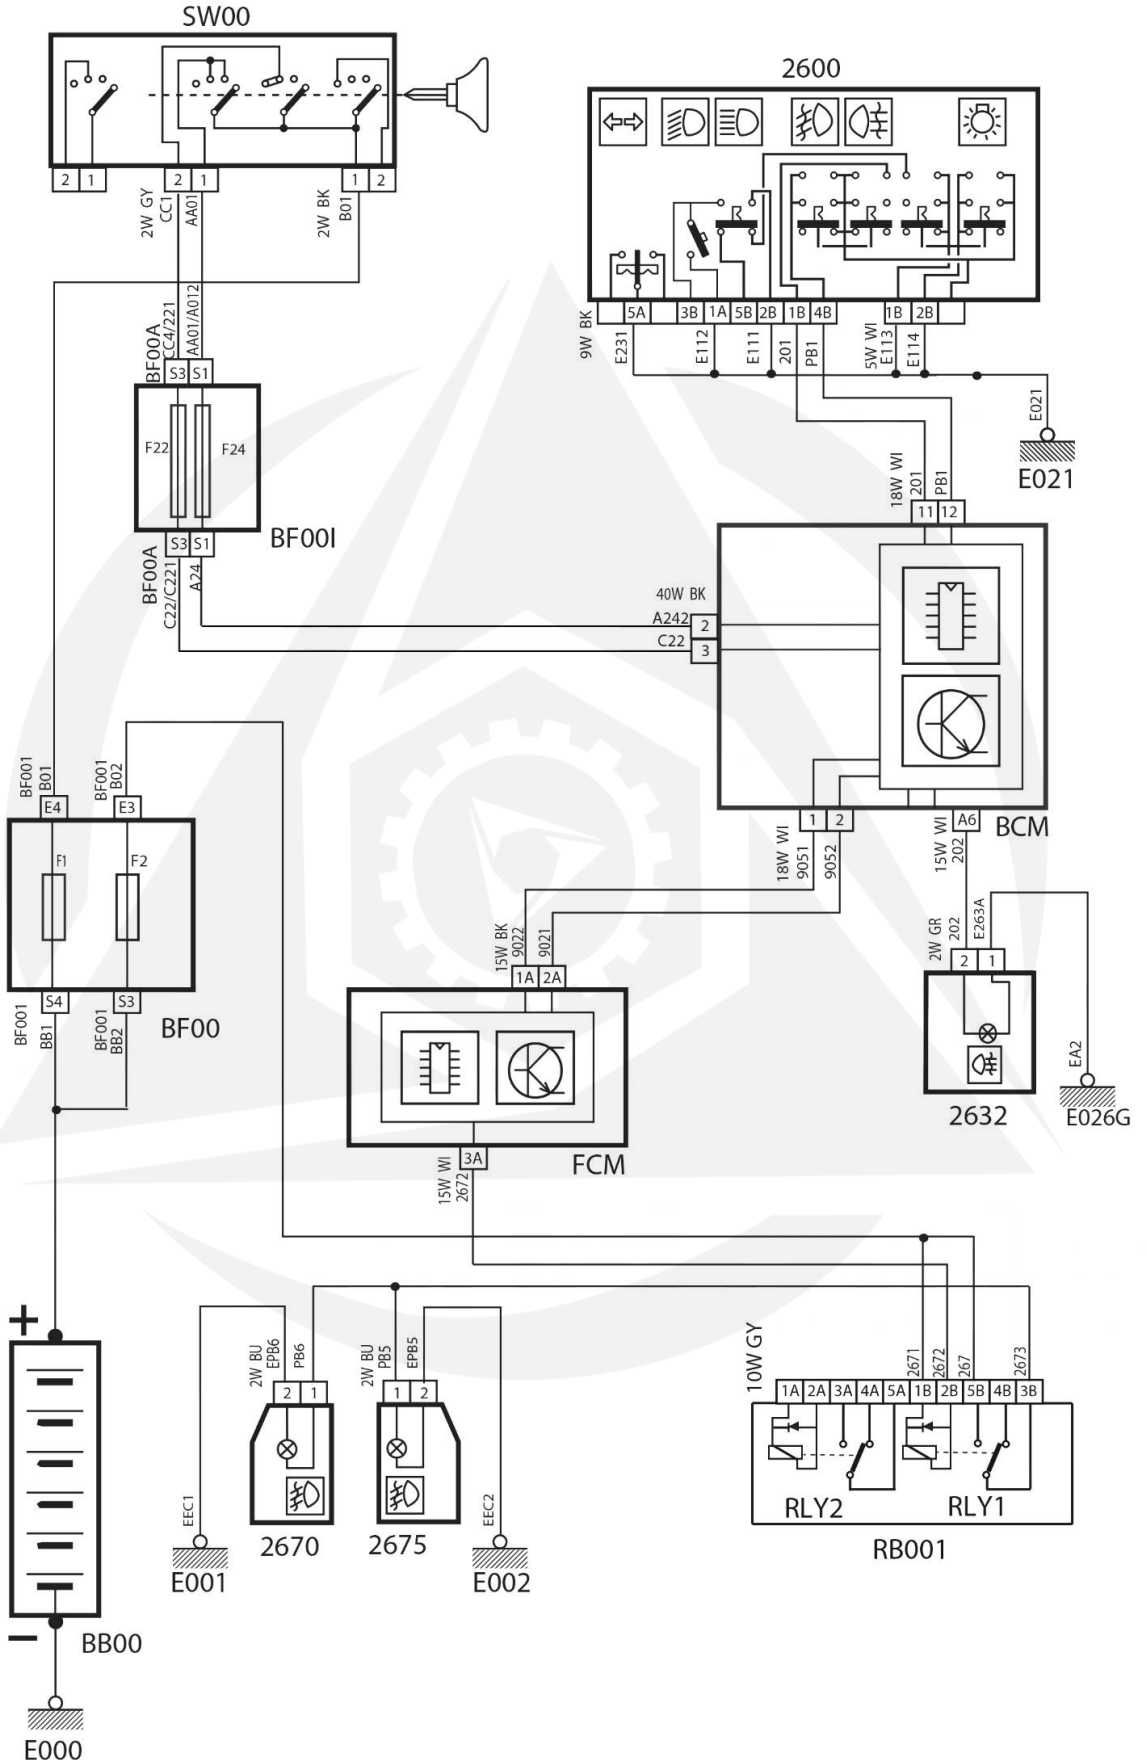 SW00
2 1 2 1 1 2
2W GY
CC1
AA01
2W BK
B01
2600
5A 3B 1A 5B 2B 1B 4B 1B 2B
9W BK
E231
E112
E111
201
PB1
5W WI
E113
E114
E021
E021
BF00A
CC4/221
AA01/A012
S3 S1
F22 F24
BF00I
S3 S1
BF00A
C22/C221
A24
18W WI
201
PB1
11 12
40W BK
A242
2
C22
3
BCM
1 2 A6
18W WI
9051
9052
15W WI
202
BF001
B01
BF001
B02
E4 E3
F1 F2
S4 S3
BF00
BF001
BB1
BF001
BB2
15W BK
9022
9021
1A 2A
3A
FCM
15W WI
2672
2W GR
202
E263A
2 1
2632
EA2
E026G
+
−
BB00
E000
2W BU
EPB6
PB6
2 1
2670
EEC1
E001
2W BU
PB5
EPB5
1 2
2675
EEC2
E002
10W GY
2671
2672
267
2673
1A 2A 3A 4A 5A 1B 2B 5B 4B 3B
RLY2 RLY1
RB001